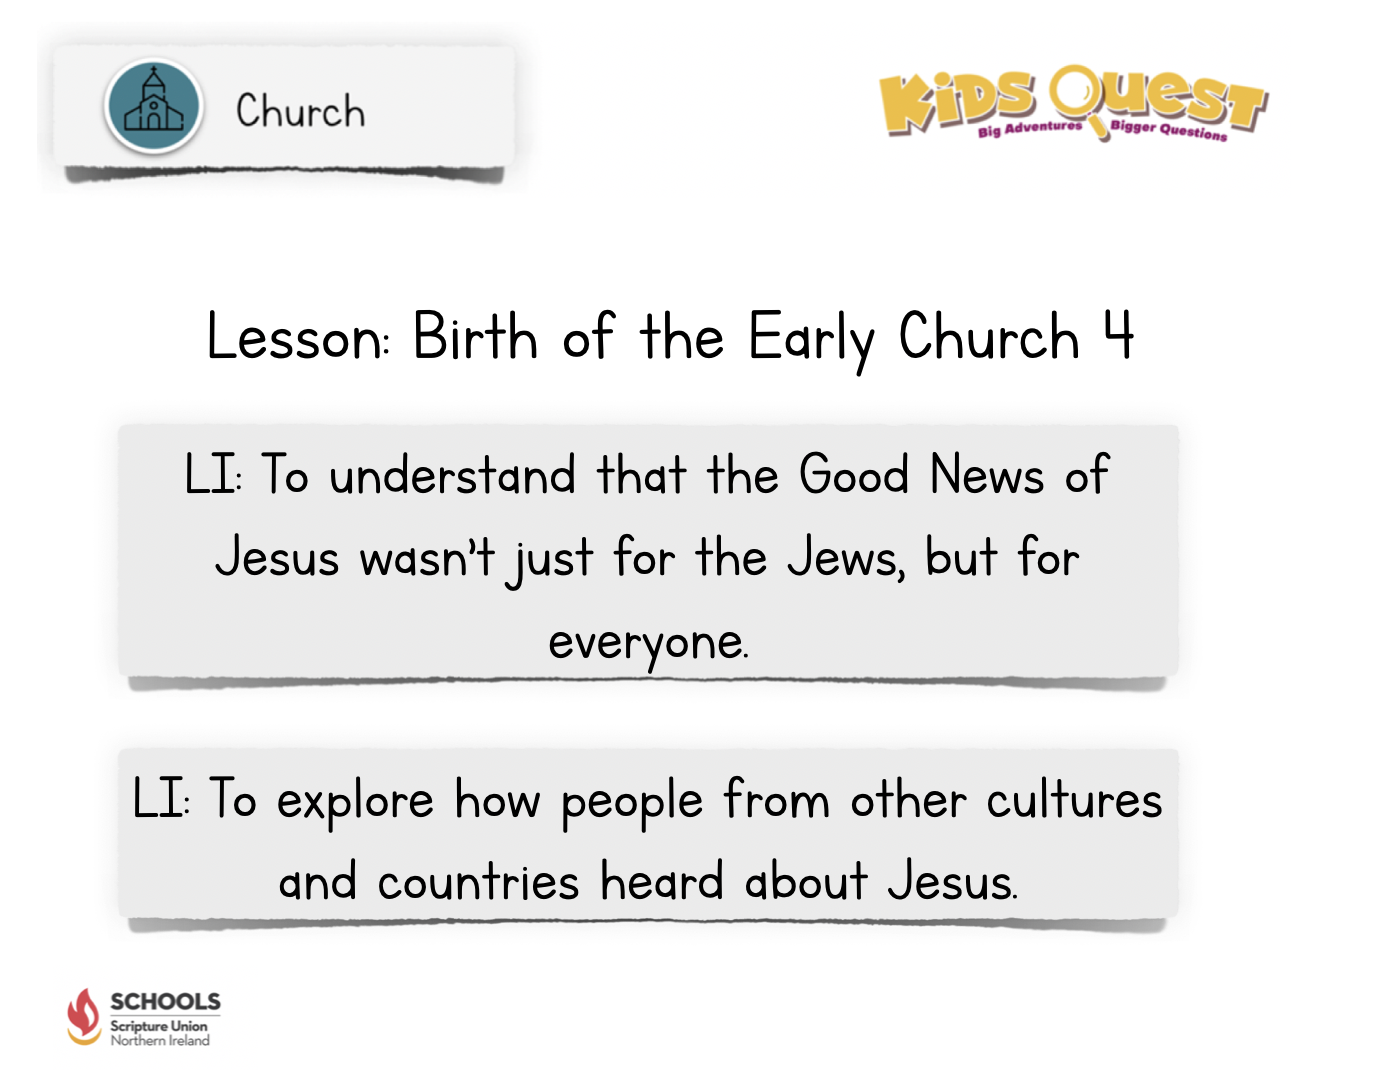 Church
KiDS QUEST
Big Adventures Bigger Questions
Lesson: Birth of the Early Church 4
LI: To understand that the Good News of
Jesus wasn't just for the Jews, but for
everyone.
LI: To explore how people from other cultures
and countries heard about Jesus.
SCHOOLS
Scripture Union
Northern Ireland